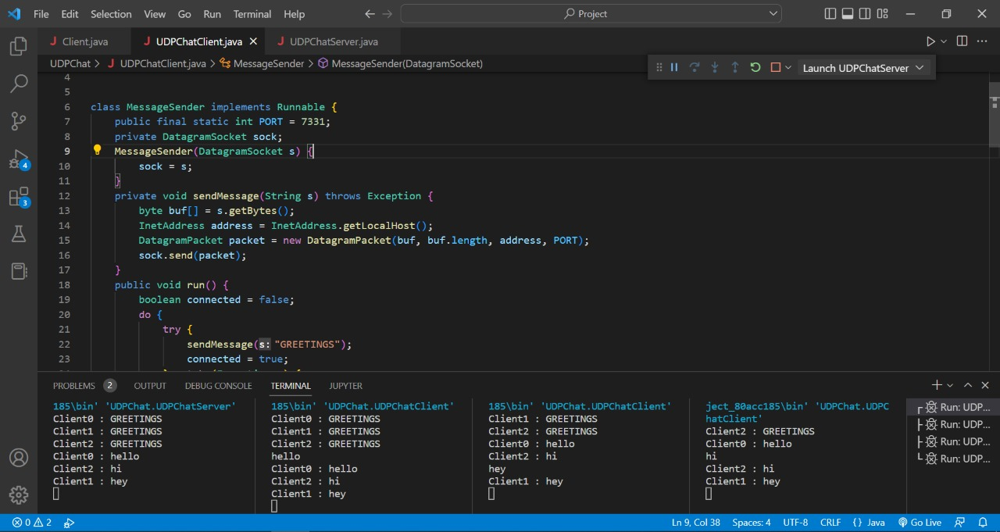 File Edit Selection View Go Run Terminal Help
Project
Client.java UDPChatClient.java UDPChatServer.java
UDPChat > UDPChatClient.java > MessageSender > MessageSender(DatagramSocket)
Launch UDPChatServer
4
5
6 class MessageSender implements Runnable {
7 public final static int PORT = 7331;
8 private DatagramSocket sock;
9 MessageSender(DatagramSocket s) {
10 sock = s;
11 }
12 private void sendMessage(String s) throws Exception {
13 byte buf[] = s.getBytes();
14 InetAddress address = InetAddress.getLocalHost();
15 DatagramPacket packet = new DatagramPacket(buf, buf.length, address, PORT);
16 sock.send(packet);
17 }
18 public void run() {
19 boolean connected = false;
20 do {
21 try {
22 sendMessage(s: "GREETINGS");
23 connected = true;
4
3
PROBLEMS 2 OUTPUT DEBUG CONSOLE TERMINAL JUPYTER
185\bin' 'UDPChat.UDPChatServer'
Client0 : GREETINGS
Client1 : GREETINGS
Client2 : GREETINGS
Client0 : hello
Client2 : hi
Client1 : hey
185\bin' 'UDPChat.UDPChatClient'
Client0 : GREETINGS
Client1 : GREETINGS
Client2 : GREETINGS
hello
Client0 : hello
Client2 : hi
Client1 : hey
185\bin' 'UDPChat.UDPChatClient'
Client1 : GREETINGS
Client2 : GREETINGS
Client0 : hello
Client2 : hi
hey
Client1 : hey
ject_80acc185\bin' 'UDPChat.UDPC
hatClient'
Client2 : GREETINGS
Client0 : hello
hi
Client2 : hi
Client1 : hey
Run: UDP...
Run: UDP...
Run: UDP...
Run: UDP...
0 2 Ln 9, Col 38 Spaces: 4 UTF-8 CRLF {} Java Go Live